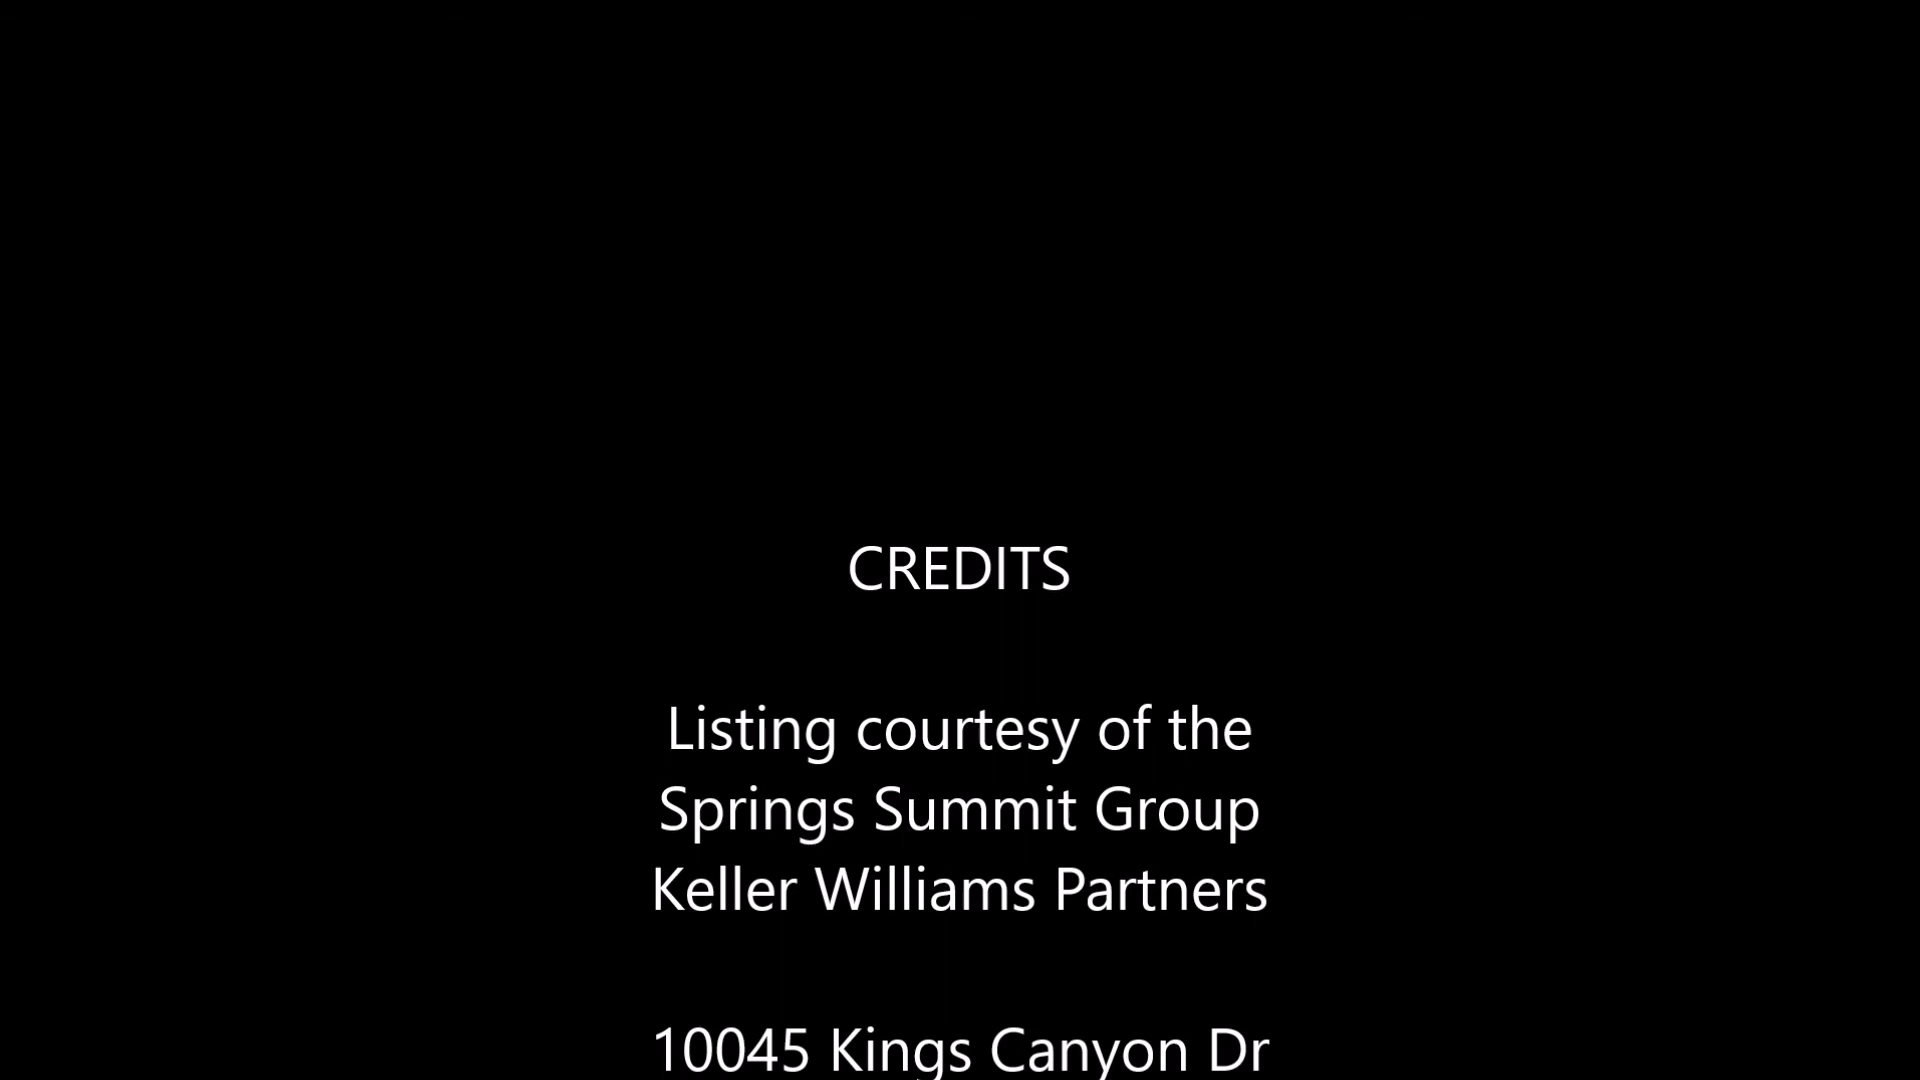 CREDITS
Listing courtesy of the
Springs Summit Group
Keller Williams Partners
10045 Kings Canyon Dr